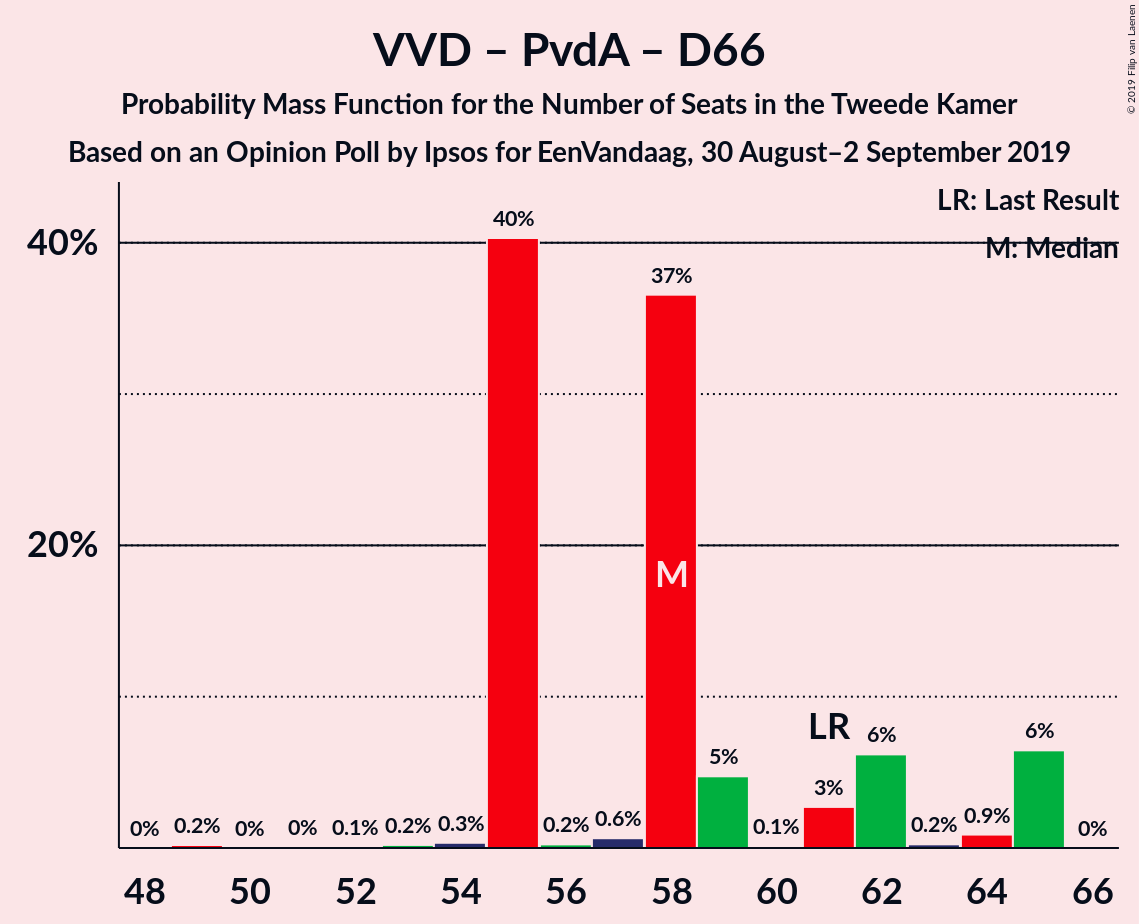 VVD – PvdA – D66
Probability Mass Function for the Number of Seats in the Tweede Kamer
Based on an Opinion Poll by Ipsos for EenVandaag, 30 August–2 September 2019
© 2019 Filip van Laenen
LR: Last Result
M: Median
40%
20%
0%
0.2%
0%
0%
0.1%
0.2%
0.3%
40%
0.2%
0.6%
37%
5%
0.1%
3%
6%
0.2%
0.9%
6%
0%
M
LR
48 50 52 54 56 58 60 62 64 66